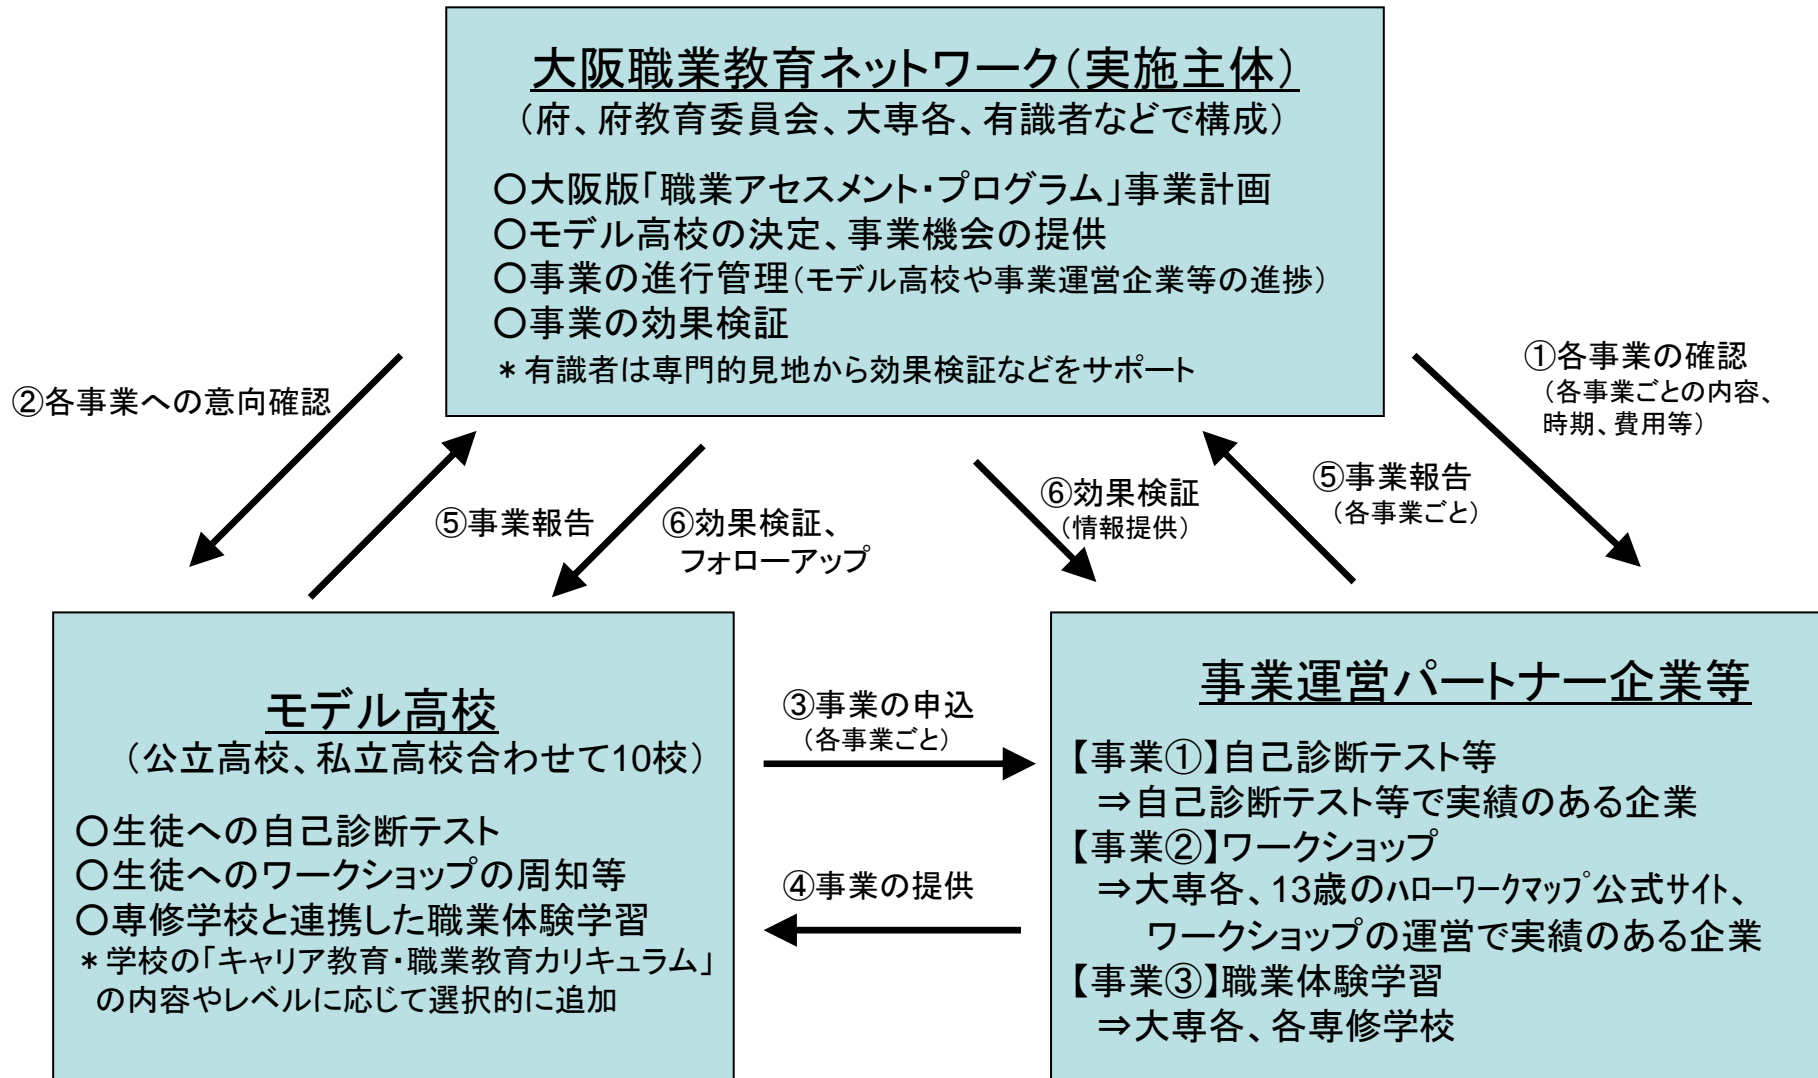 大阪職業教育ネットワーク（実施主体）
（府、府教育委員会、大専各、有識者などで構成）
○大阪版「職業アセスメント・プログラム」事業計画
○モデル高校の決定、事業機会の提供
○事業の進行管理（モデル高校や事業運営企業等の進捗）
○事業の効果検証
＊有識者は専門的見地から効果検証などをサポート
①各事業の確認
（各事業ごとの内容、
時期、費用等）
②各事業への意向確認
⑤事業報告
⑥効果検証、
フォローアップ
⑥効果検証
（情報提供）
⑤事業報告
（各事業ごと）
モデル高校
（公立高校、私立高校合わせて10校）
○生徒への自己診断テスト
○生徒へのワークショップの周知等
○専修学校と連携した職業体験学習
＊学校の「キャリア教育・職業教育カリキュラム」
の内容やレベルに応じて選択的に追加
③事業の申込
（各事業ごと）
④事業の提供
事業運営パートナー企業等
【事業①】自己診断テスト等
⇒自己診断テスト等で実績のある企業
【事業②】ワークショップ
⇒大専各、13歳のﾊﾛｰﾜｰｸﾏｯﾌﾟ公式サイト、
ワークショップの運営で実績のある企業
【事業③】職業体験学習
⇒大専各、各専修学校